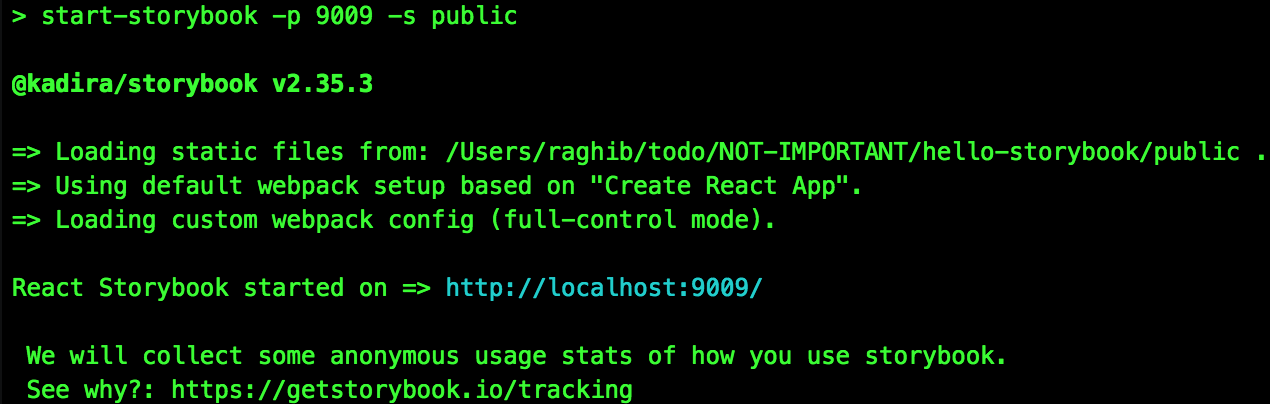 > start-storybook -p 9009 -s public
@kadira/storybook v2.35.3
=> Loading static files from: /Users/raghib/todo/NOT-IMPORTANT/hello-storybook/public .
=> Using default webpack setup based on "Create React App".
=> Loading custom webpack config (full-control mode).
React Storybook started on => http://localhost:9009/
We will collect some anonymous usage stats of how you use storybook.
See why?: https://getstorybook.io/tracking